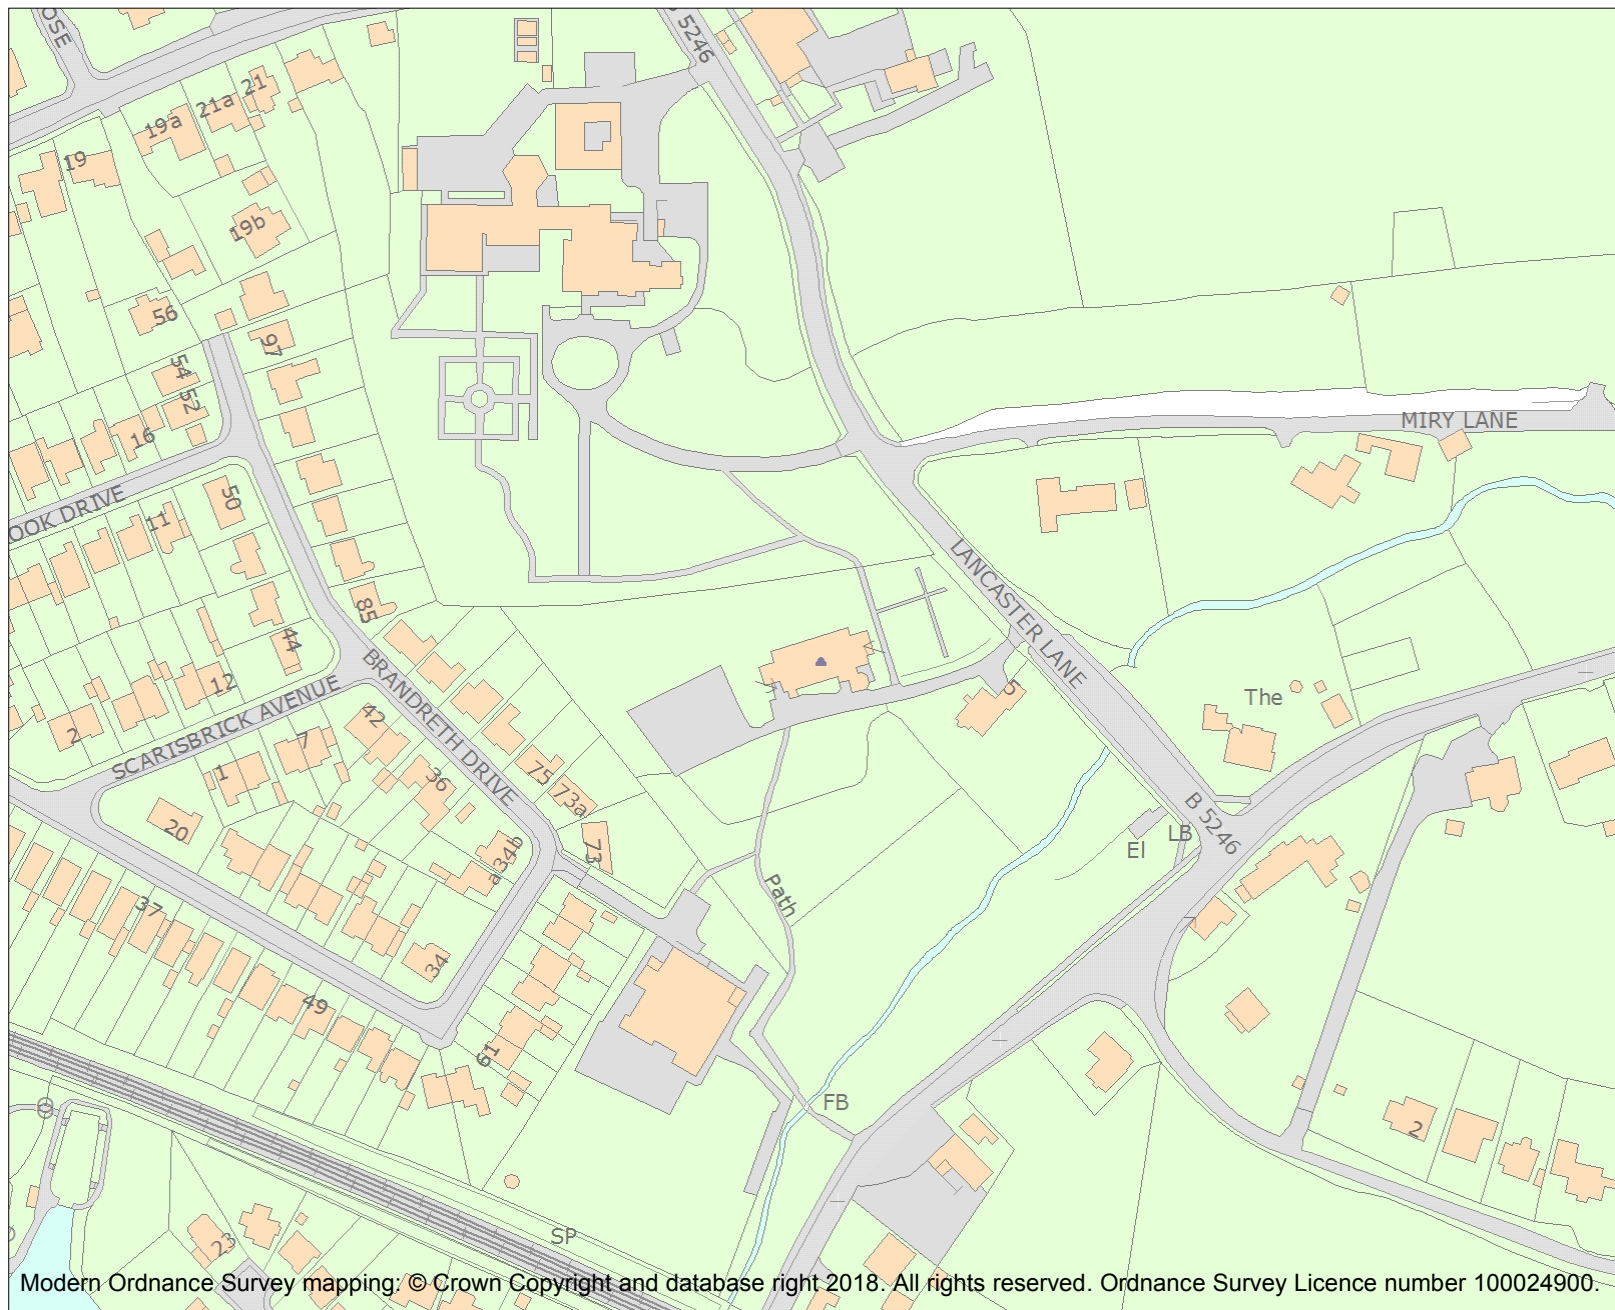 OSE
B 5246
21
21a
19a
19
19b
56
97
54
52
16
MIRY LANE
50
OOK DRIVE
11
LANCASTER LANE
85
44
BRANDRETH DRIVE
12
SCARISBRICK AVENUE
5
The
42
2
7
1
36
75
73a
20
B 5246
LB
El
73
a34b
Path
37
34
49
61
FB
2
SP
23
Modern Ordnance Survey mapping: © Crown Copyright and database right 2018. All rights reserved. Ordnance Survey Licence number 100024900.